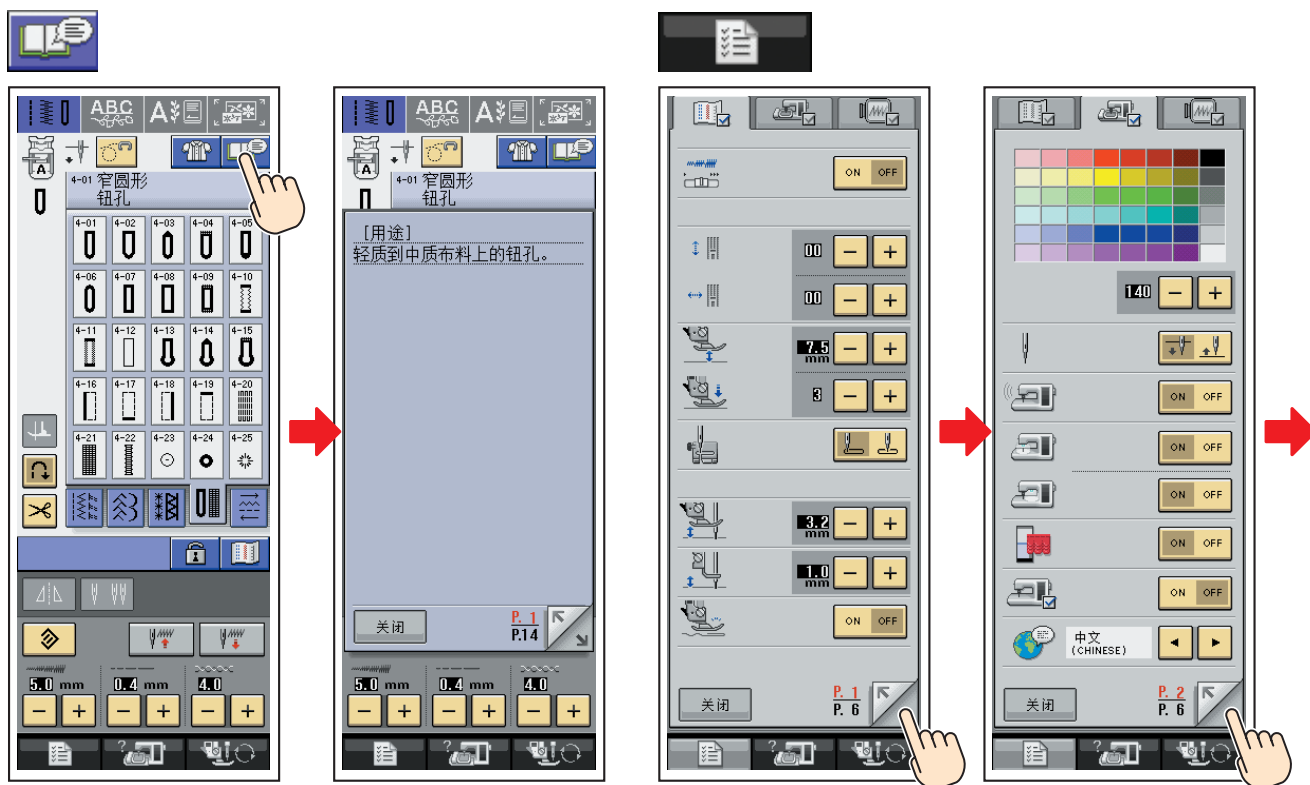 ABC A
A
4-01 窄圆形
钮孔
4-01 4-02 4-03 4-04 4-05
4-06 4-07 4-08 4-09 4-10
4-11 4-12 4-13 4-14 4-15
4-16 4-17 4-18 4-19 4-20
4-21 4-22 4-23 4-24 4-25
5.0 mm 0.4 mm 4.0
- + - + - +
?
ABC A
A
4-01 窄圆形
钮孔
[用途]
轻质到中质布料上的钮孔。
关闭
P. 1
P.14
5.0 mm 0.4 mm 4.0
- + - + - +
?
ON OFF
00 - +
00 - +
7.5 mm - +
3 - +
3.2 mm - +
1.0 mm - +
ON OFF
关闭
P. 1
P. 6
?
140 - +
ON OFF
ON OFF
ON OFF
ON OFF
ON OFF
中文
(CHINESE)
关闭
P. 2
P. 6
?